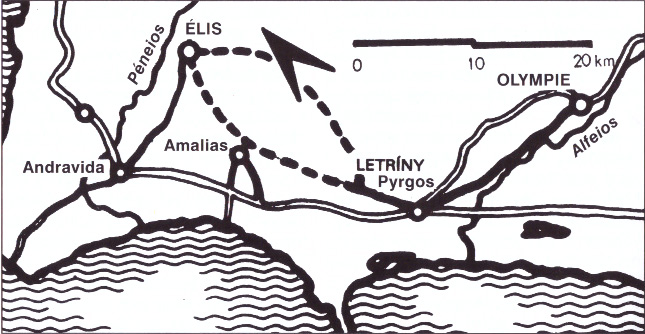 ÉLIS
Péneios
0 10 20 km
OLYMPIE
Amalias
Alfeios
Andravida
LETRÍNY
Pyrgos